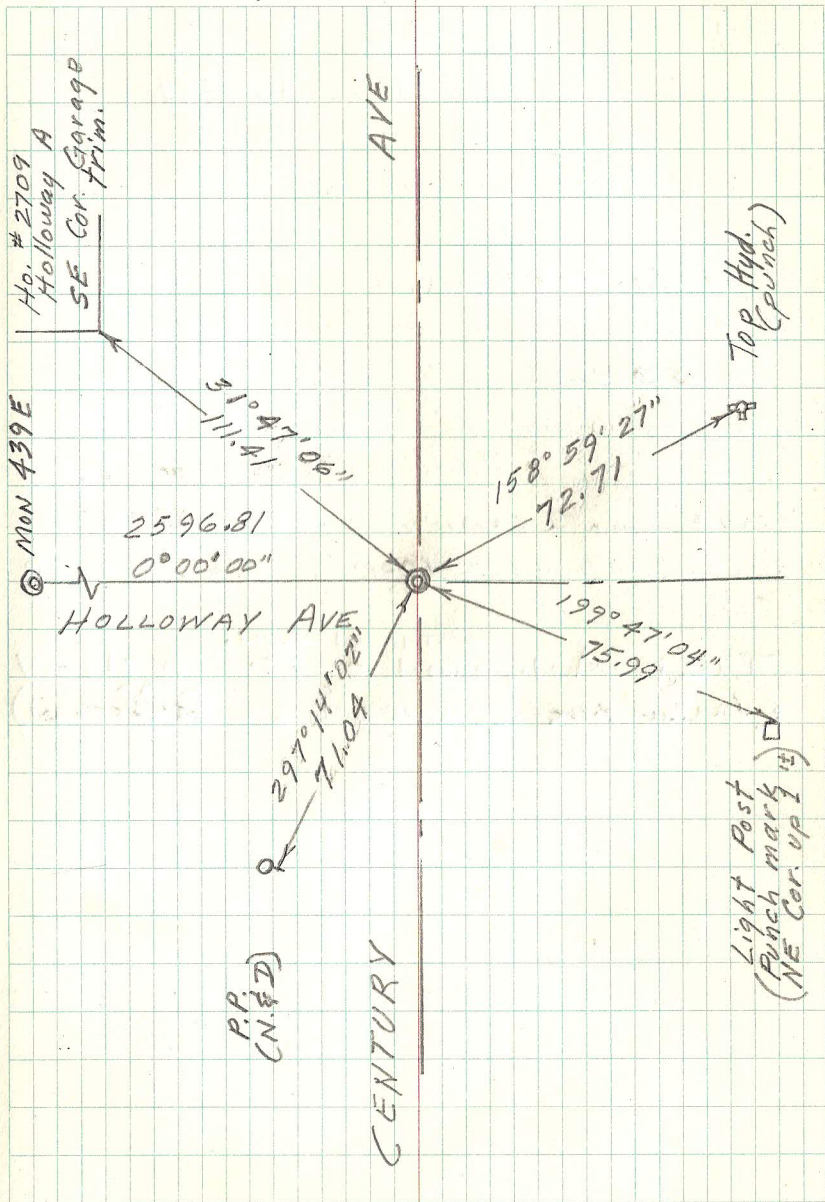 Ho. # 2709
Holloway A
SE Cor. Garage
trim.
AVE
MON 439E
31° 47' 06"
111.41
2596.81
0° 00' 00"
HOLLOWAY AVE
158° 59' 27"
72.71
Top Hyd.
(punch)
199° 47' 04"
75.99
297° 14' 02"
71.04
P.P.
(N.&D)
CENTURY
Light Post
(Punch mark
NE Cor. up 1'±)